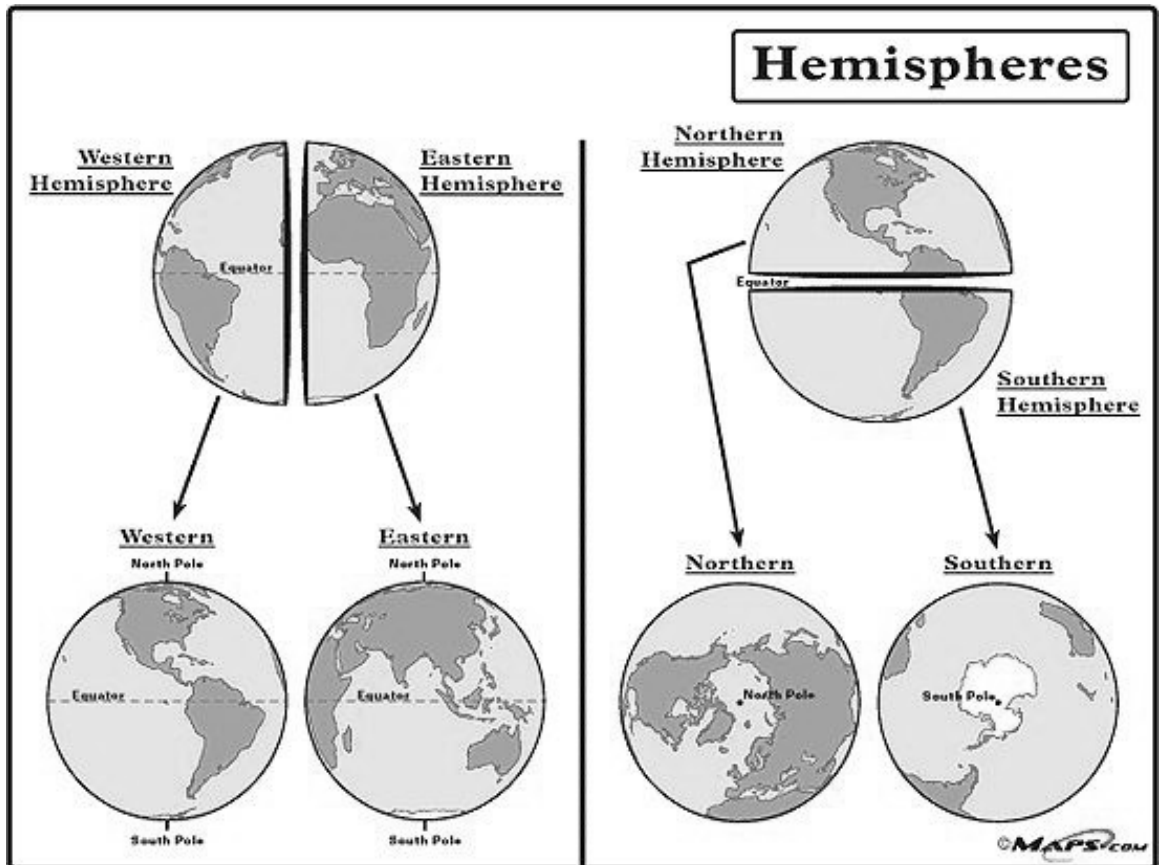 Hemispheres
Western
Hemisphere
Eastern
Hemisphere
Equator
Western
North Pole
Equator
South Pole
Eastern
North Pole
Equator
South Pole
Northern
Hemisphere
Equator
Southern
Hemisphere
Northern
North Pole
Southern
South Pole
©MAPS.COM